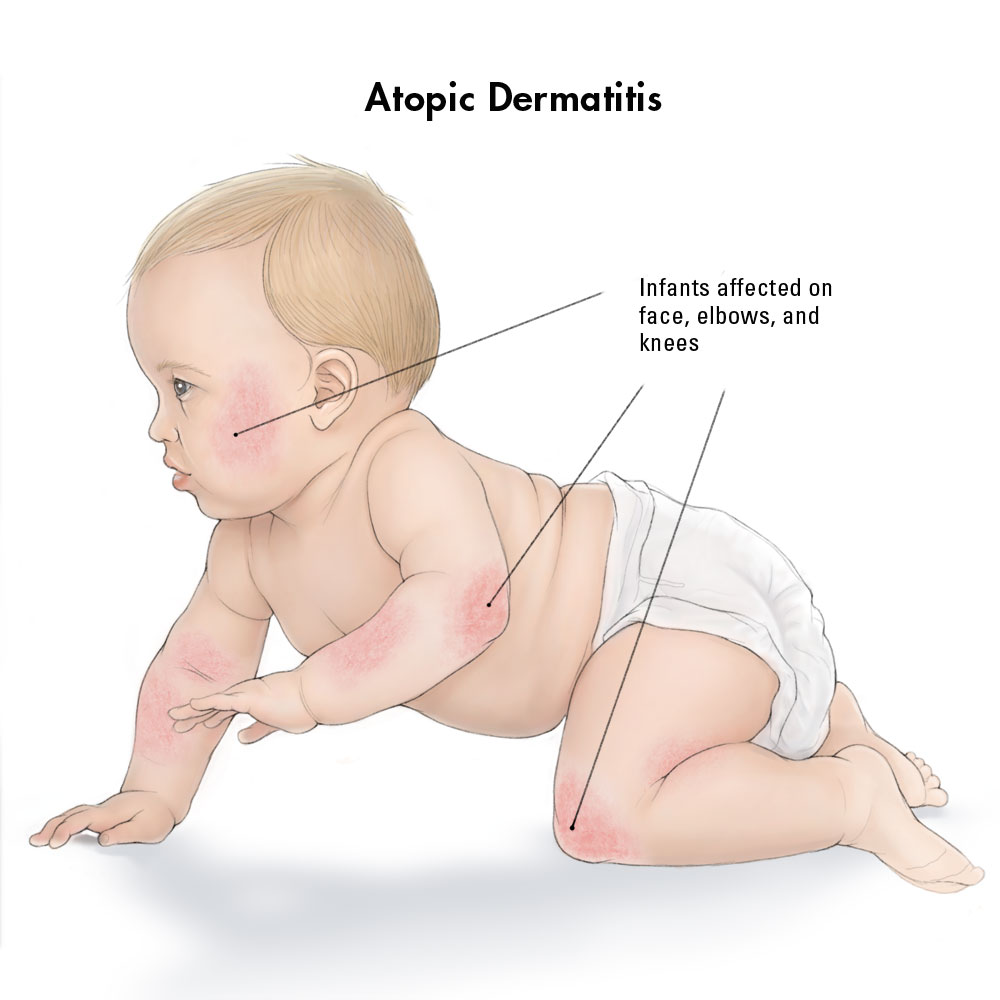 Atopic Dermatitis
Infants affected on
face, elbows, and
knees